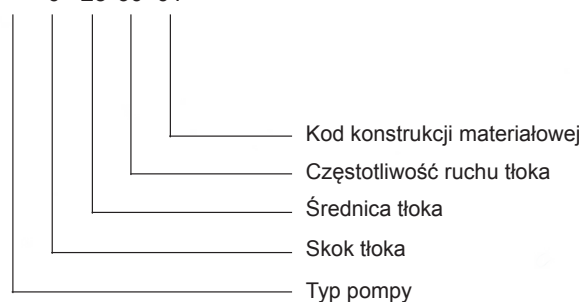 Kod konstrukcji materiałowej
Częstotliwość ruchu tłoka
Średnica tłoka
Skok tłoka
Typ pompy